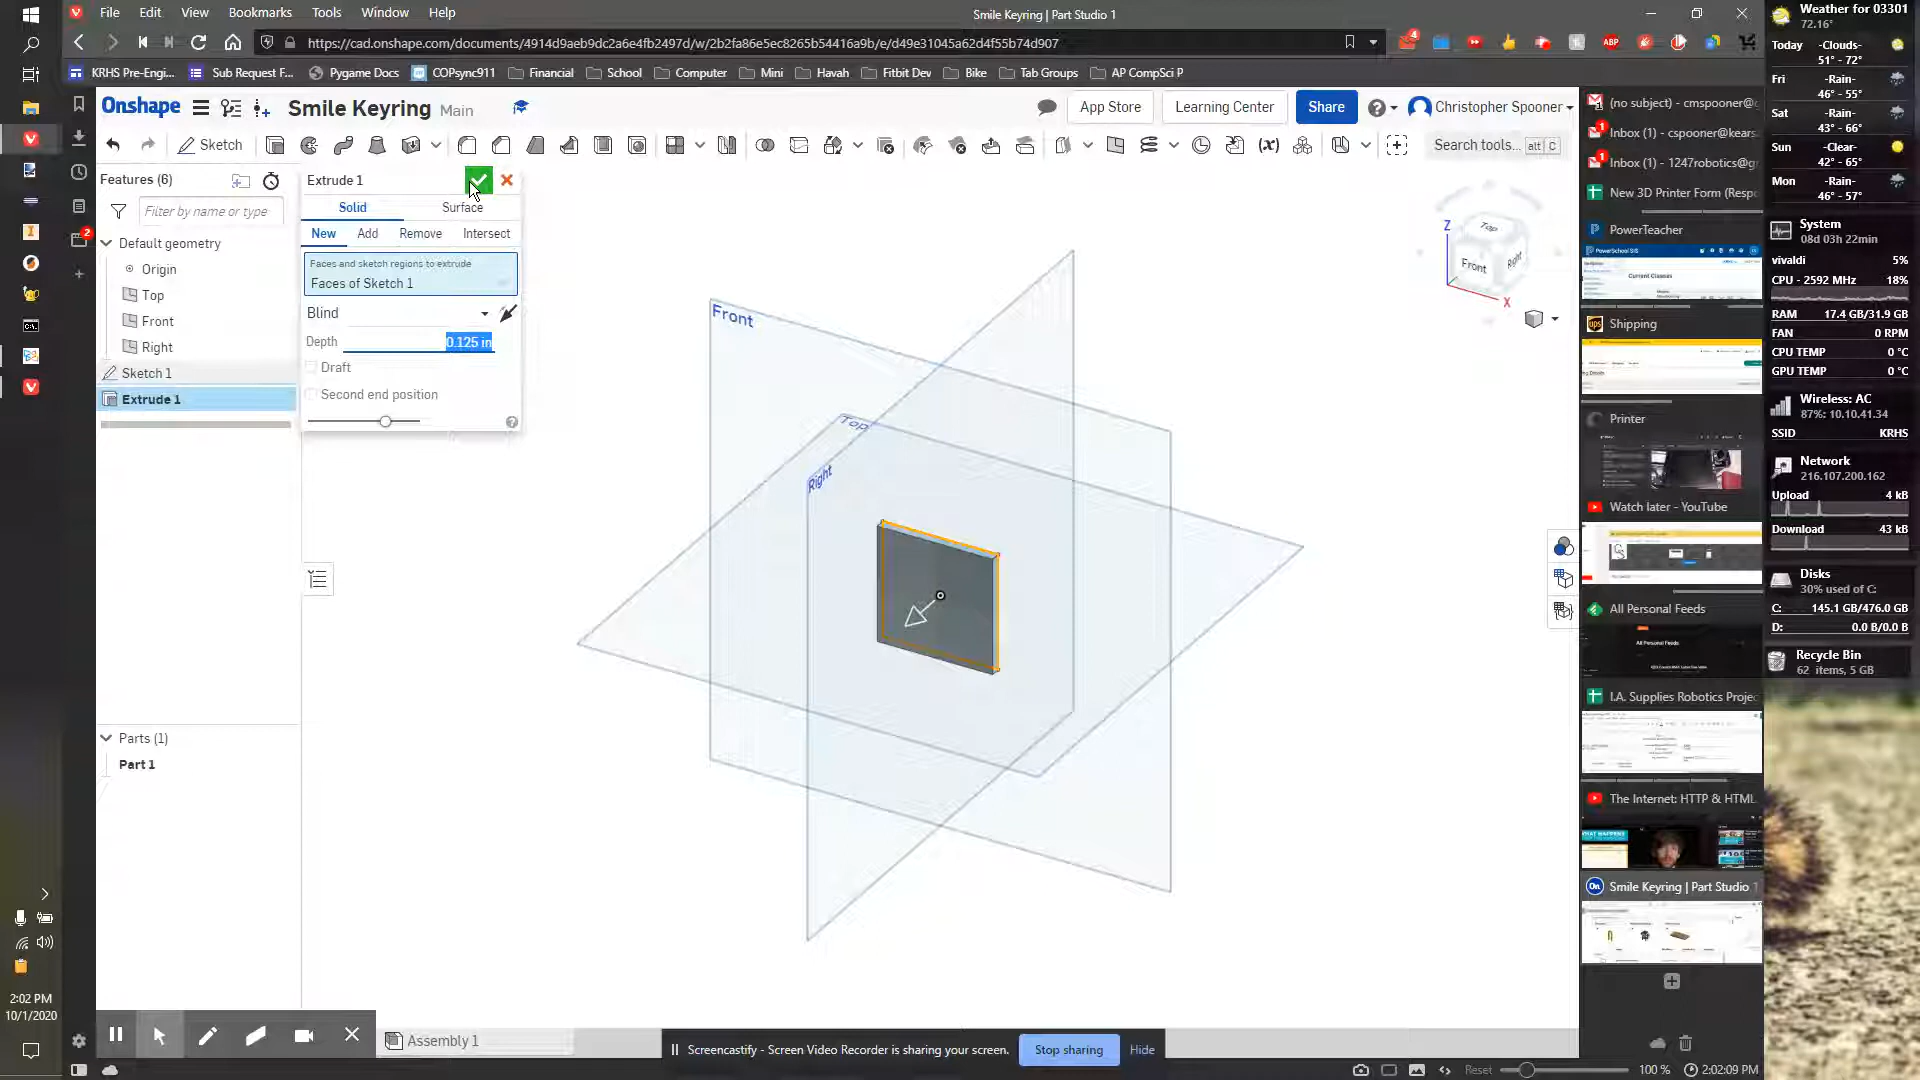 File Edit View Bookmarks Tools Window Help
Smile Keyring | Part Studio 1
https://cad.onshape.com/documents/4914d9aeb9dc2a6e4fb2497d/w/2b2fa86e5ec8265b54416a9b/e/d49e31045a62d4f55b74d907
KRHS Pre-Engi... Sub Request F... Pygame Docs COPsync911 Financial School Computer Mini Havah Fitbit Dev Bike Tab Groups AP CompSci P
Onshape Smile Keyring Main App Store Learning Center Share Christopher Spooner
Sketch Search tools... alt C
Features (6)
Filter by name or type
Default geometry
Origin
Top
Front
Right
Sketch 1
Extrude 1
Parts (1)
Part 1
Extrude 1
Solid Surface
New Add Remove Intersect
Faces and sketch regions to extrude
Faces of Sketch 1
Blind
Depth 0.125 in
Draft
Second end position
Front
Top
Right
Z
Top
Front Right
X
Assembly 1
Screencastify - Screen Video Recorder is sharing your screen. Stop sharing Hide
Reset 100 % 2:02:09 PM
2:02 PM
10/1/2020
(no subject) - cmspooner@g
Inbox (1) - cspooner@kears
Inbox (1) - 1247robotics@gr
New 3D Printer Form (Respo
PowerTeacher
Shipping
Printer
Watch later - YouTube
All Personal Feeds
I.A. Supplies Robotics Projec
The Internet: HTTP & HTML
Smile Keyring | Part Studio 1
Weather for 03301
72.16°
Today -Clouds-
51° - 72°
Fri -Rain-
46° - 55°
Sat -Rain-
43° - 66°
Sun -Clear-
42° - 65°
Mon -Rain-
46° - 57°
System
08d 03h 22min
vivaldi 5%
CPU - 2592 MHz 18%
RAM 17.4 GB/31.9 GB
FAN 0 RPM
CPU TEMP 0 °C
GPU TEMP 0 °C
Wireless: AC
87%: 10.10.41.34
SSID KRHS
Network
216.107.200.162
Upload 4 kB
Download 43 kB
Disks
30% used of C:
C: 145.1 GB/476.0 GB
D: 0.0 B/0.0 B
Recycle Bin
62 items, 5 GB